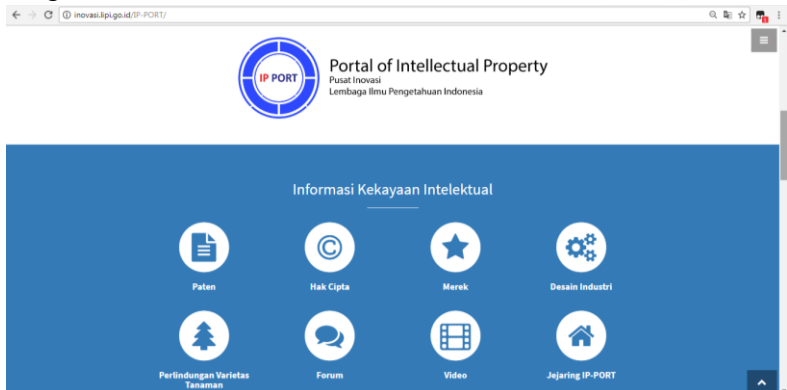 inovasi.lipi.go.id/IP-PORT/
IP PORT
Portal of Intellectual Property
Pusat Inovasi
Lembaga Ilmu Pengetahuan Indonesia
Informasi Kekayaan Intelektual
Paten
Hak Cipta
Merek
Desain Industri
Perlindungan Varietas
Tanaman
Forum
Video
Jejaring IP-PORT